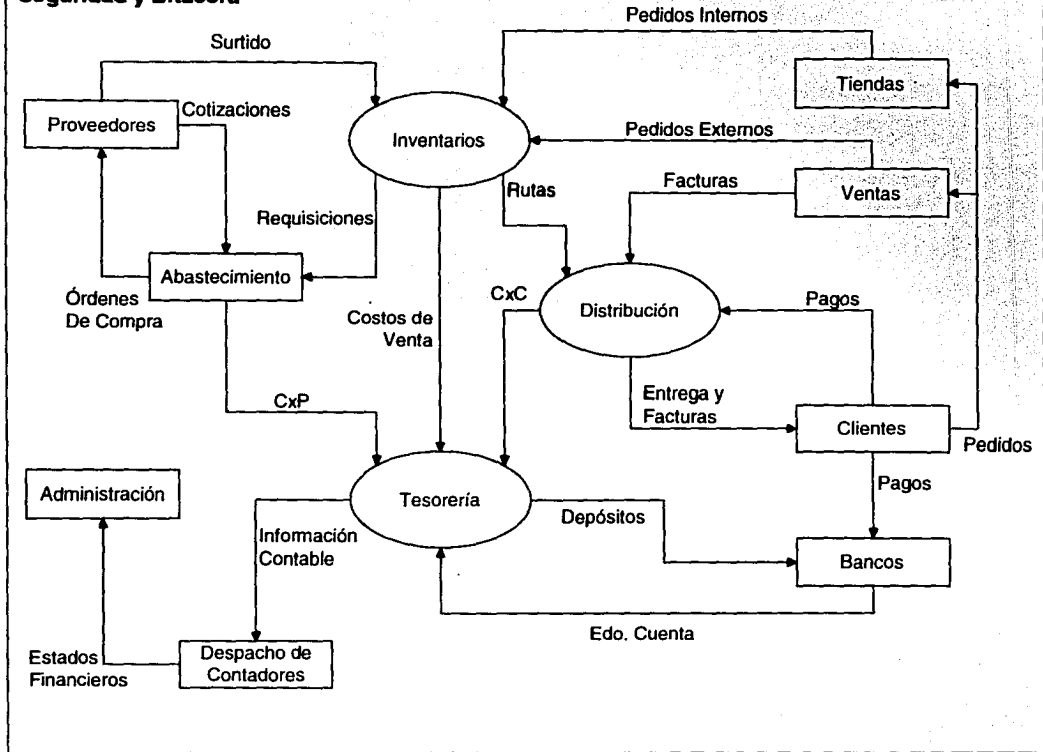 Seguridad y Bitácora
Pedidos Internos
Surtido
Tiendas
Cotizaciones
Proveedores
Inventarios
Pedidos Externos
Rutas
Facturas
Ventas
Requisiciones
Abastecimiento
Órdenes
De Compra
CxC
Distribución
Pagos
Costos de
Venta
CxP
Entrega y
Facturas
Clientes
Pedidos
Administración
Tesorería
Pagos
Depósitos
Información
Contable
Bancos
Edo. Cuenta
Estados
Financieros
Despacho de
Contadores